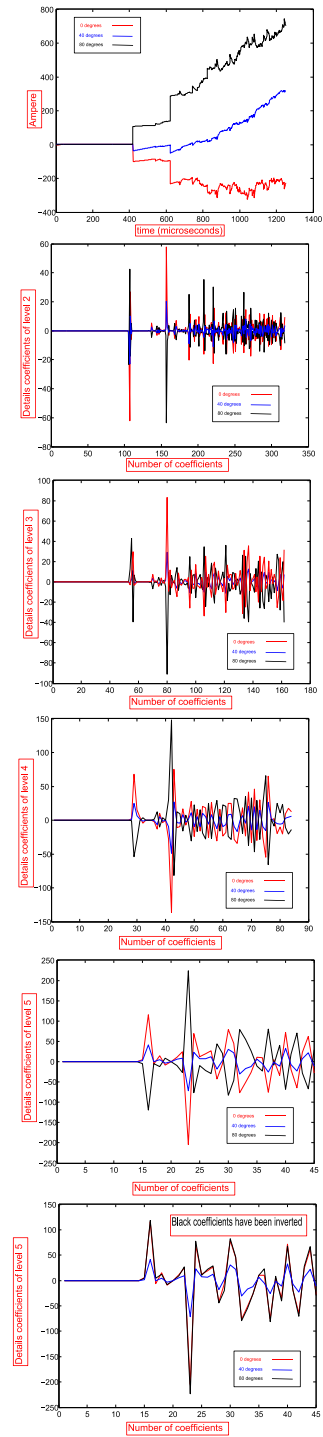 800
600
400
200
0
−200
−400
Ampere
0 degrees
40 degrees
80 degrees
0 200 400 600 800 1000 1200 1400
time (microseconds)
60
40
20
0
−20
−40
−60
−80
Details coefficients of level 2
0 degrees
40 degrees
80 degrees
0 50 100 150 200 250 300 350
Number of coefficients
100
80
60
40
20
0
−20
−40
−60
−80
−100
Details coefficients of level 3
0 degrees
40 degrees
80 degrees
0 20 40 60 80 100 120 140 160 180
Number of coefficients
150
100
50
0
−50
−100
−150
Details coefficients of level 4
0 degrees
40 degrees
80 degrees
0 10 20 30 40 50 60 70 80 90
Number of coefficients
250
200
150
100
50
0
−50
−100
−150
−200
−250
Details coefficients of level 5
0 degrees
40 degrees
80 degrees
0 5 10 15 20 25 30 35 40 45
Number of coefficients
Black coefficients have been inverted
150
100
50
0
−50
−100
−150
−200
−250
Details coefficients of level 5
0 degrees
40 degrees
80 degrees
0 5 10 15 20 25 30 35 40 45
Number of coefficients